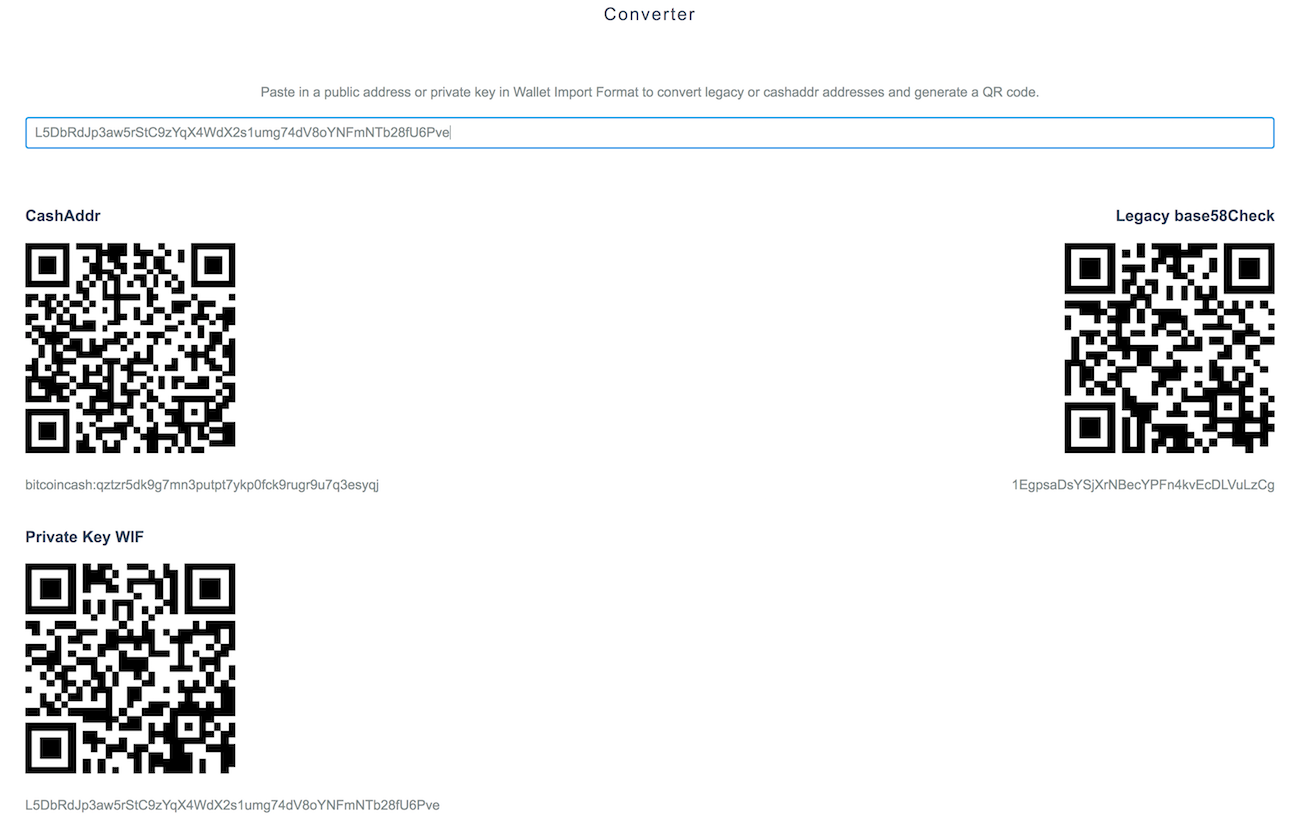 Converter
Paste in a public address or private key in Wallet Import Format to convert legacy or cashaddr addresses and generate a QR code.
L5DbRdJp3aw5rStC9zYqX4WdX2s1umg74dV8oYNFmNTb28fU6Pve
CashAddr
Legacy base58Check
bitcoincash:qztzr5dk9g7mn3putpt7ykp0fck9rugr9u7q3esyqj
1EgpsaDsYSjXrNBecYPFn4kvEcDLVuLzCg
Private Key WIF
L5DbRdJp3aw5rStC9zYqX4WdX2s1umg74dV8oYNFmNTb28fU6Pve